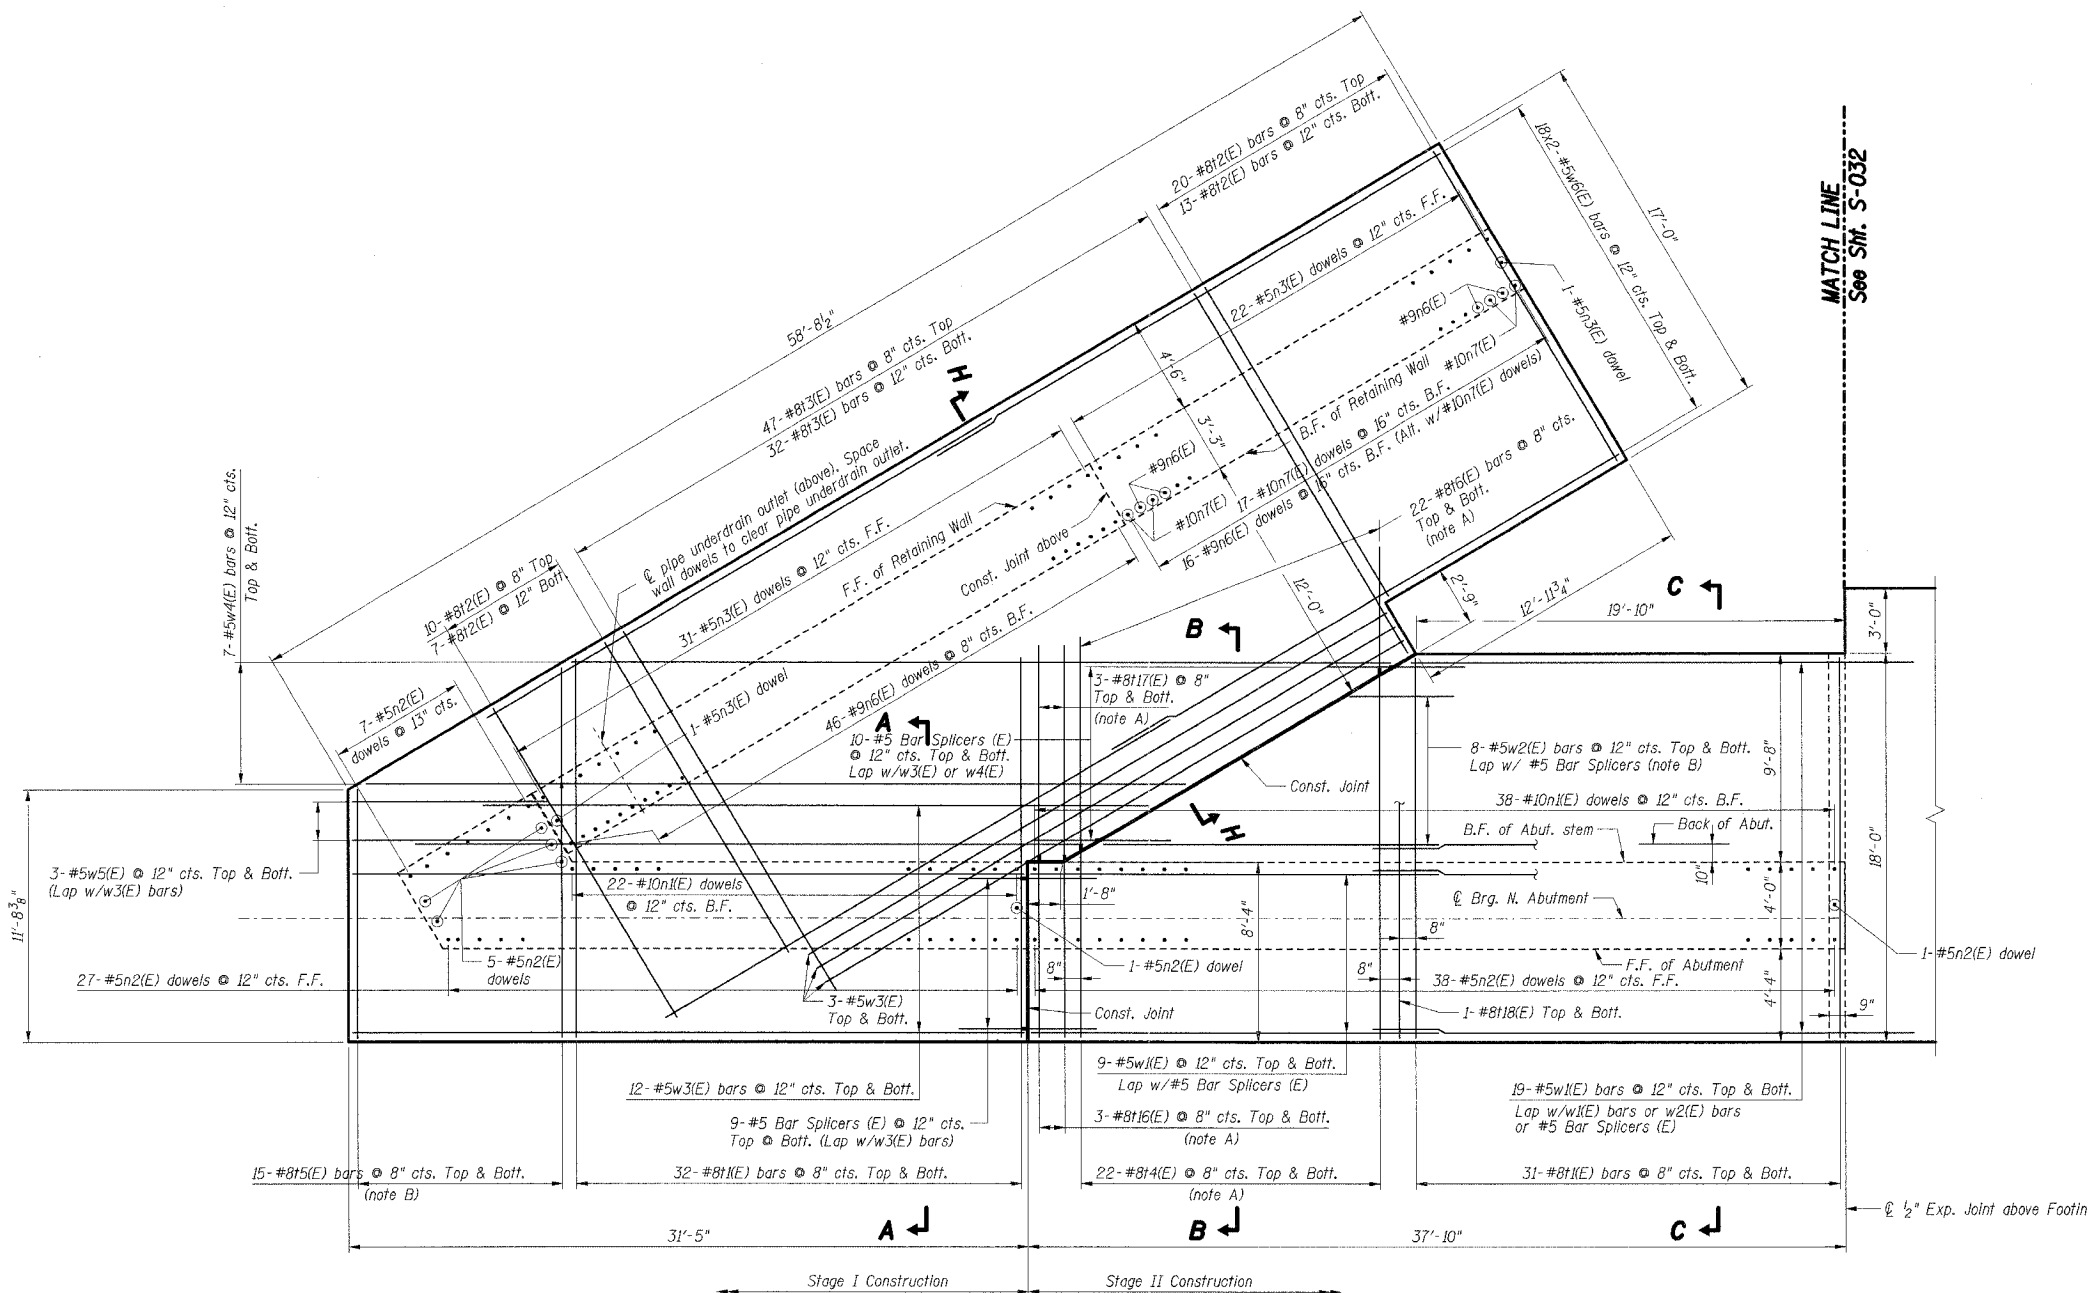 20-#8t2(E) bars @ 8" cts. Top
13-#8t2(E) bars @ 12" cts. Bott.
18x2-#5w6(E) bars @ 12" cts. Top & Bott.
17'-0"
MATCH LINE
See Sht. S-032
58'-8½"
47-#8t3(E) bars @ 8" cts. Top
32-#8t3(E) bars @ 12" cts. Bott.
22-#5n3(E) dowels @ 12" cts. F.F.
1-#5n3(E) dowel
#9n6(E)
#10n7(E)
4'-6"
3'-3"
H
B.F. of Retaining Wall
17-#10n7(E) dowels @ 16" cts. B.F.
16-#9n6(E) dowels @ 16" cts. B.F. (Alt. w/#10n7(E) dowels)
#9n6(E)
#10n7(E)
22-#8t6(E) bars @ 8" cts.
Top & Bott.
(note A)
℄ pipe underdrain outlet (above). Space
wall dowels to clear pipe underdrain outlet.
7-#5w4(E) bars @ 12" cts.
Top & Bott.
10-#8t2(E) @ 8" Top
7-#8t2(E) @ 12" Bott.
31-#5n3(E) dowels @ 12" cts. F.F.
F.F. of Retaining Wall
Const. Joint above
12'-0"
2'-9"
12'-11¾"
C
19'-10"
3'-0"
B
7-#5n2(E)
dowels @ 13" cts.
1-#5n3(E) dowel
46-#9n6(E) dowels @ 8" cts. B.F.
3-#8t17(E) @ 8"
Top & Bott.
(note A)
A
10-#5 Bar Splicers (E)
@ 12" cts. Top & Bott.
Lap w/w3(E) or w4(E)
8-#5w2(E) bars @ 12" cts. Top & Bott.
Lap w/ #5 Bar Splicers (note B)
9'-8"
Const. Joint
38-#10n1(E) dowels @ 12" cts. B.F.
H
B.F. of Abut. stem
Back of Abut.
18'-0"
3-#5w5(E) @ 12" cts. Top & Bott.
(Lap w/w3(E) bars)
11'-8⅜"
22-#10n1(E) dowels
@ 12" cts. B.F.
1'-8"
10"
4'-0"
℄ Brg. N. Abutment
8'-4"
8"
5-#5n2(E)
dowels
1-#5n2(E) dowel
F.F. of Abutment
1-#5n2(E) dowel
27-#5n2(E) dowels @ 12" cts. F.F.
8"
8"
38-#5n2(E) dowels @ 12" cts. F.F.
4'-4"
3-#5w3(E)
Top & Bott.
Const. Joint
1-#8t18(E) Top & Bott.
9"
12-#5w3(E) bars @ 12" cts. Top & Bott.
9-#5w1(E) @ 12" cts. Top & Bott.
Lap w/#5 Bar Splicers (E)
19-#5w1(E) bars @ 12" cts. Top & Bott.
Lap w/w1(E) bars or w2(E) bars
or #5 Bar Splicers (E)
9-#5 Bar Splicers (E) @ 12" cts.
Top @ Bott. (Lap w/w3(E) bars)
3-#8t16(E) @ 8" cts. Top & Bott.
(note A)
15-#8t5(E) bars @ 8" cts. Top & Bott.
(note B)
32-#8t1(E) bars @ 8" cts. Top & Bott.
22-#8t4(E) @ 8" cts. Top & Bott.
(note A)
31-#8t1(E) bars @ 8" cts. Top & Bott.
℄ ½" Exp. Joint above Footin
A
B
C
31'-5"
37'-10"
Stage I Construction
Stage II Construction